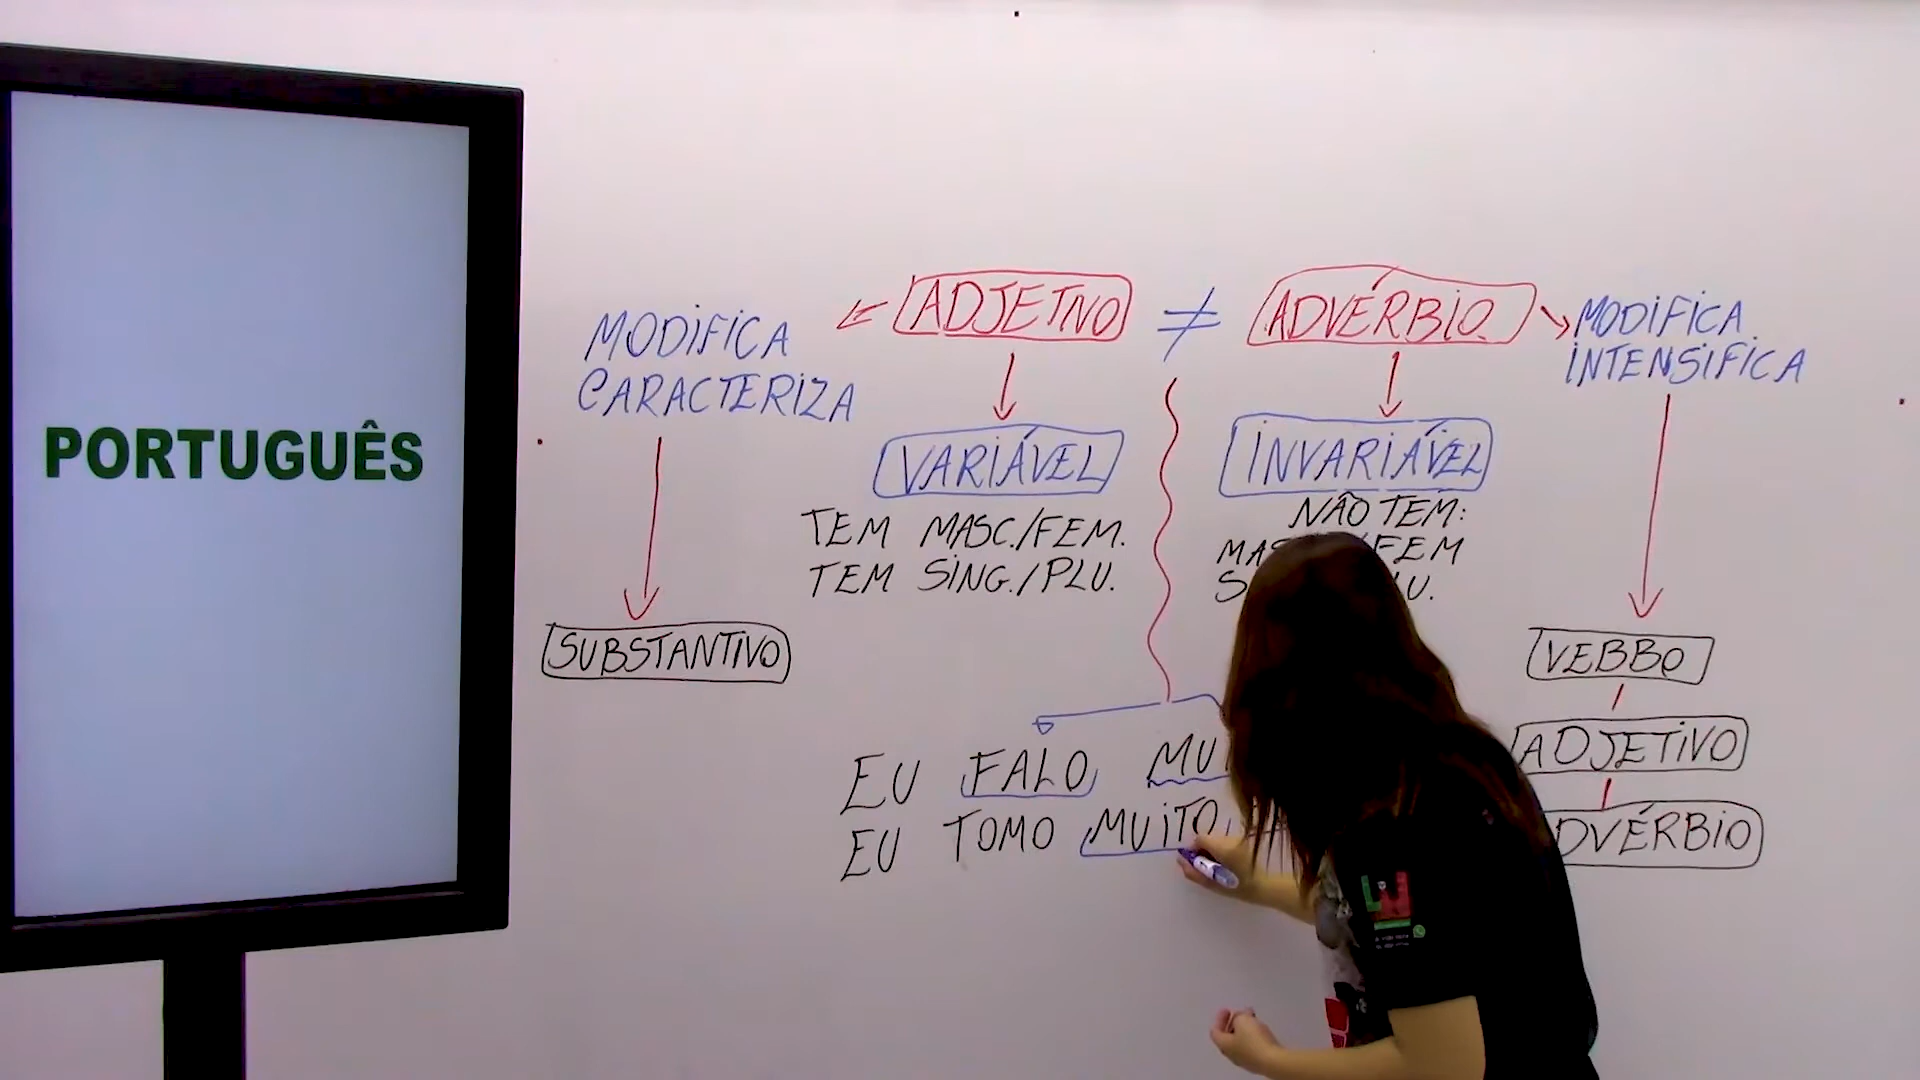 PORTUGUÊS
ADJETIVO ≠ ADVÉRBIO
MODIFICA
CARACTERIZA
MODIFICA
INTENSIFICA
VARIÁVEL
INVARIÁVEL
TEM MASC./FEM.
TEM SING./PLU.
NÃO TEM:
FEM
SUBSTANTIVO
VEBBO
ADJETIVO
EU FALO
EU TOMO MUITO